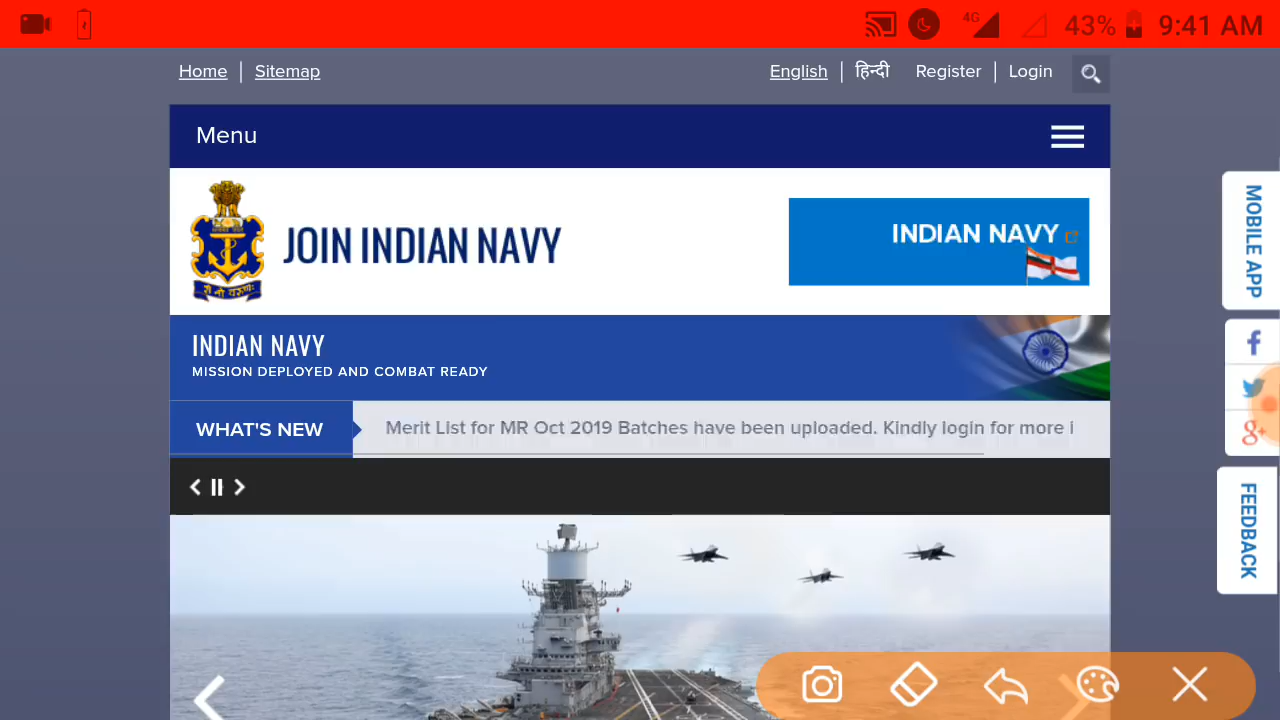 4G 43% 9:41 AM
Home Sitemap English हिन्दी Register Login
Menu
JOIN INDIAN NAVY
INDIAN NAVY
INDIAN NAVY
MISSION DEPLOYED AND COMBAT READY
WHAT'S NEW Merit List for MR Oct 2019 Batches have been uploaded. Kindly login for more i
MOBILE APP
FEEDBACK